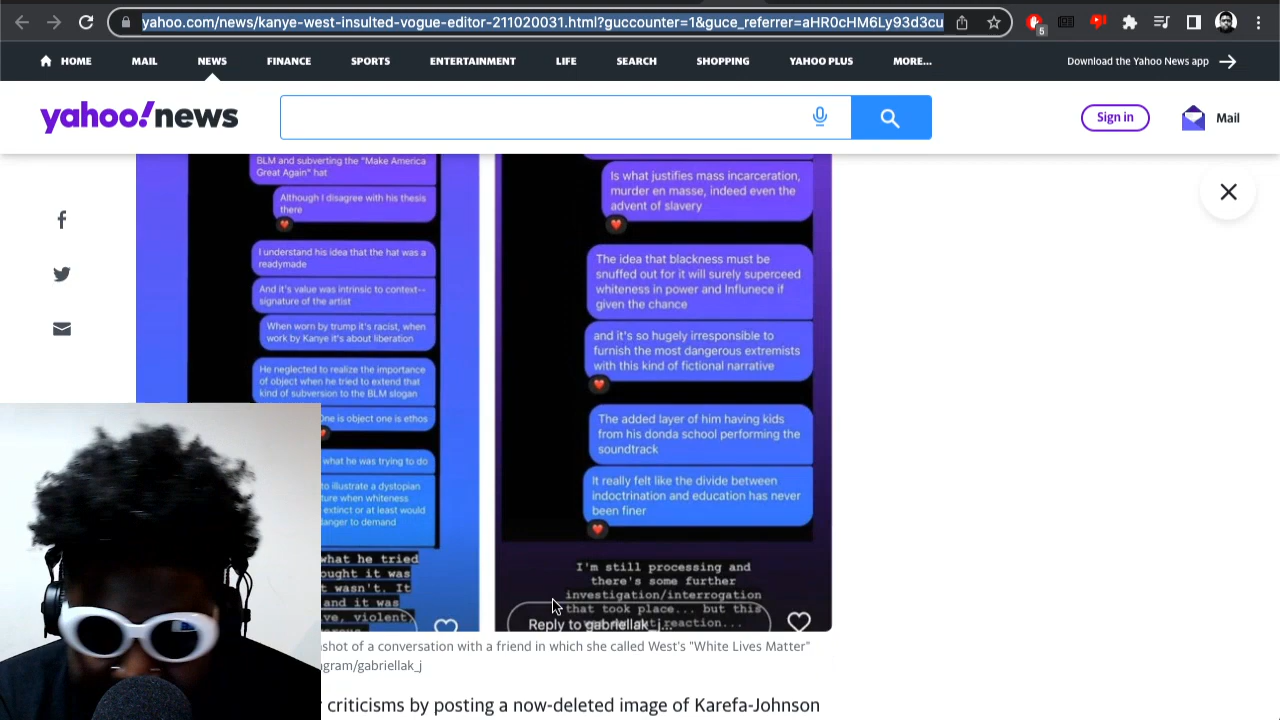 yahoo.com/news/kanye-west-insulted-vogue-editor-211020031.html?guccounter=1&guce_referrer=aHR0cHM6Ly93d3cu
5
HOME MAIL NEWS FINANCE SPORTS ENTERTAINMENT LIFE SEARCH SHOPPING YAHOO PLUS MORE... Download the Yahoo News app
yahoo!news
Sign in
Mail
BLM and subverting the "Make America
Great Again" hat
Although I disagree with his thesis
there
I understand his idea that the hat was a
readymade
And it's value was intrinsic to context--
signature of the artist
When worn by trump it's racist, when
work by Kanye it's about liberation
He neglected to realize the importance
of object when he tried to extend that
kind of subversion to the BLM slogan
One is object one is ethos
what he was trying to do
to illustrate a dystopian
ture when whiteness
extinct or at least would
danger to demand
what he tried
ought it was
t wasn't. It
and it was
ve, violent,
Is what justifies mass incarceration,
murder en masse, indeed even the
advent of slavery
The idea that blackness must be
snuffed out for it will surely superceed
whiteness in power and Influnece if
given the chance
and it's so hugely irresponsible to
furnish the most dangerous extremists
with this kind of fictional narrative
The added layer of him having kids
from his donda school performing the
soundtrack
It really felt like the divide between
indoctrination and education has never
been finer
I'm still processing and
there's some further
investigation/interrogation
that took place... but this
reaction...
Reply to gabriellak_j...
shot of a conversation with a friend in which she called West's "White Lives Matter"
gram/gabriellak_j
criticisms by posting a now-deleted image of Karefa-Johnson